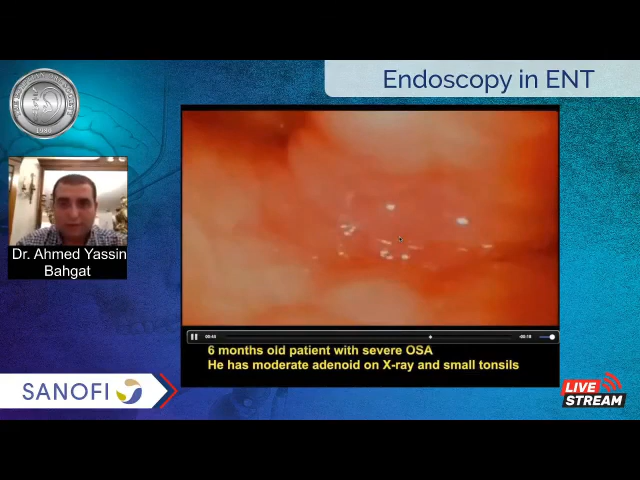 Endoscopy in ENT
1980
Dr. Ahmed Yassin
Bahgat
6 months old patient with severe OSA
He has moderate adenoid on X-ray and small tonsils
SANOFI
LIVE
STREAM